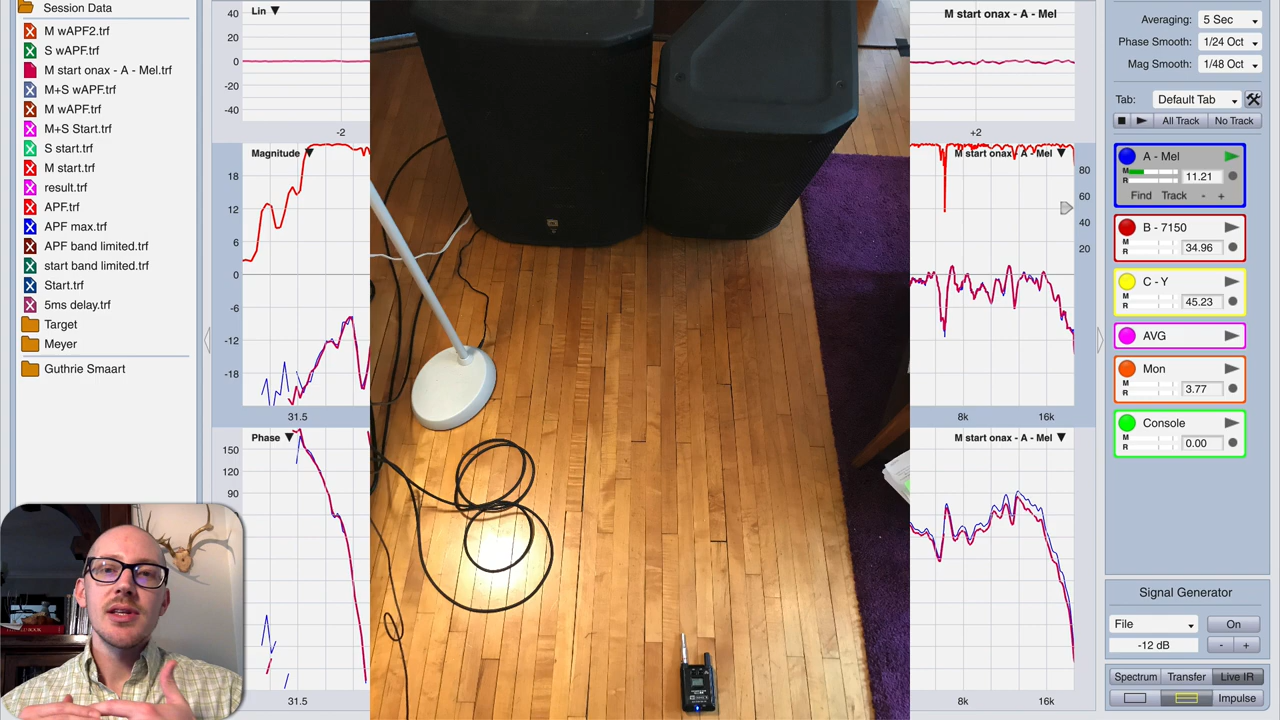 Session Data
M wAPF2.trf
S wAPF.trf
M start onax - A - Mel.trf
M+S wAPF.trf
M wAPF.trf
M+S Start.trf
S start.trf
M start.trf
result.trf
APF.trf
APF max.trf
APF band limited.trf
start band limited.trf
Start.trf
5ms delay.trf
Target
Meyer
Guthrie Smaart
Lin
40
20
0
-20
-40
-2
Magnitude
18
12
6
0
-6
-12
-18
31.5
Phase
150
120
90
31.5
M start onax - A - Mel
+2
M start onax - A - Mel
80
60
40
20
8k
16k
M start onax - A - Mel
8k
16k
Averaging: 5 Sec
Phase Smooth: 1/24 Oct
Mag Smooth: 1/48 Oct
Tab: Default Tab
All Track No Track
A - Mel
M
R
11.21
Find Track - +
B - 7150
M
R
34.96
C - Y
M
R
45.23
AVG
Mon
M
R
3.77
Console
M
R
0.00
Signal Generator
File On
-12 dB - +
Spectrum Transfer Live IR
Impulse